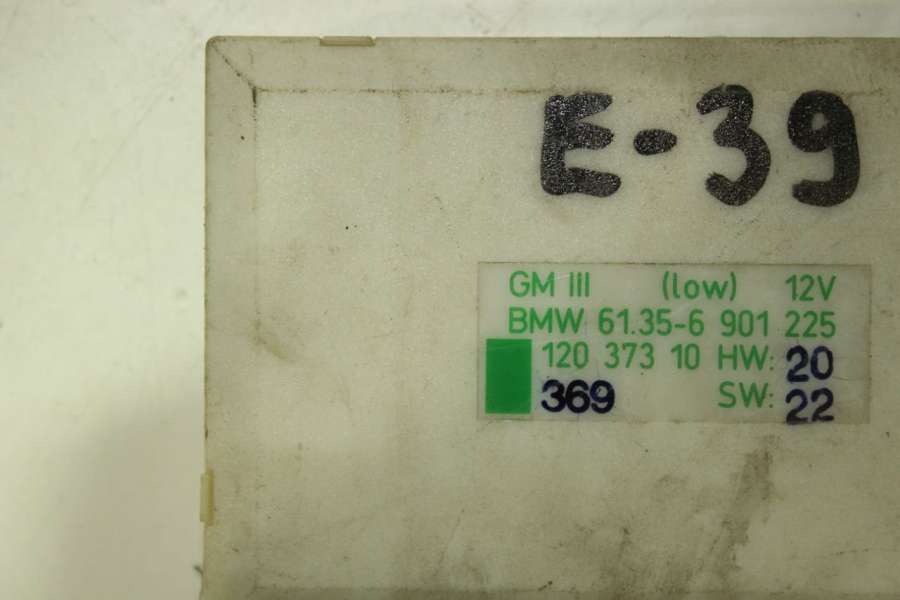 E-39
GM III (low) 12V
BMW 61.35-6 901 225
120 373 10 HW: 20
369 SW: 22